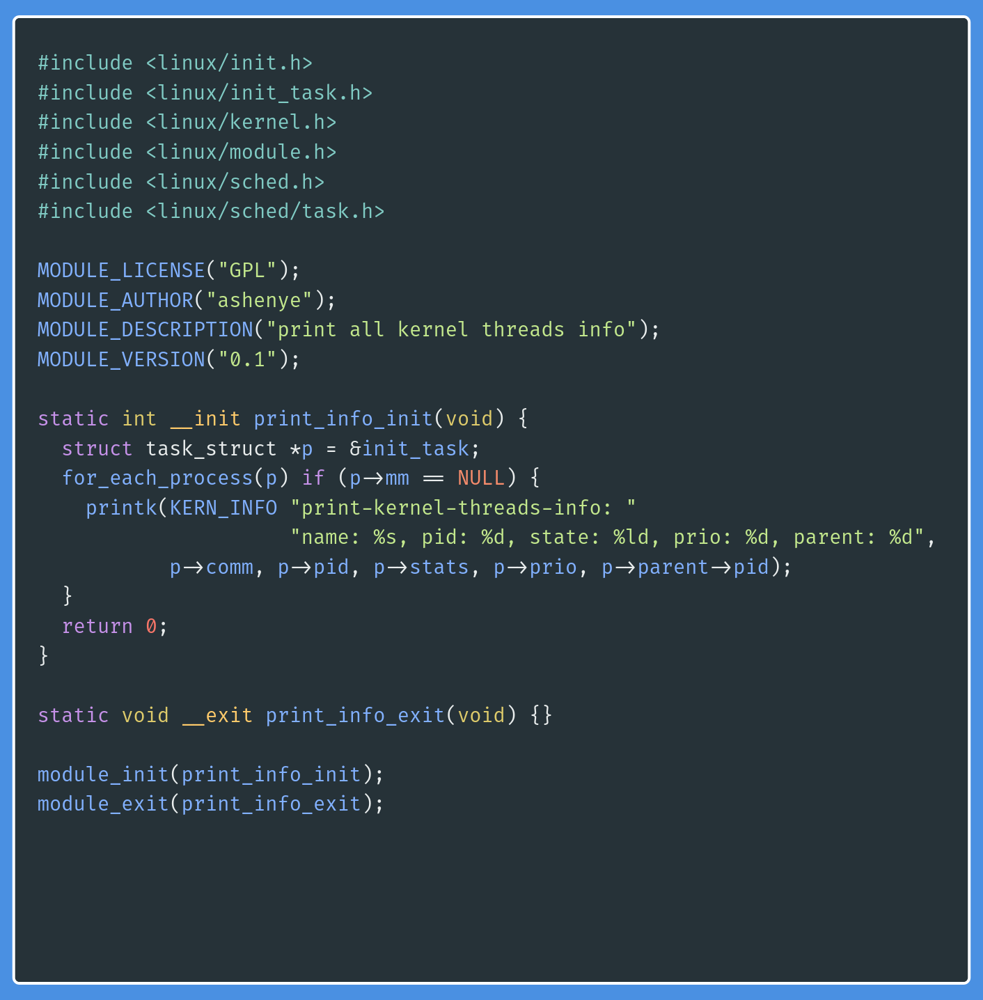 #include <linux/init.h>
#include <linux/init_task.h>
#include <linux/kernel.h>
#include <linux/module.h>
#include <linux/sched.h>
#include <linux/sched/task.h>

MODULE_LICENSE("GPL");
MODULE_AUTHOR("ashenye");
MODULE_DESCRIPTION("print all kernel threads info");
MODULE_VERSION("0.1");

static int __init print_info_init(void) {
  struct task_struct *p = &init_task;
  for_each_process(p) if (p->mm == NULL) {
    printk(KERN_INFO "print-kernel-threads-info: "
                     "name: %s, pid: %d, state: %ld, prio: %d, parent: %d",
           p->comm, p->pid, p->stats, p->prio, p->parent->pid);
  }
  return 0;
}

static void __exit print_info_exit(void) {}

module_init(print_info_init);
module_exit(print_info_exit);